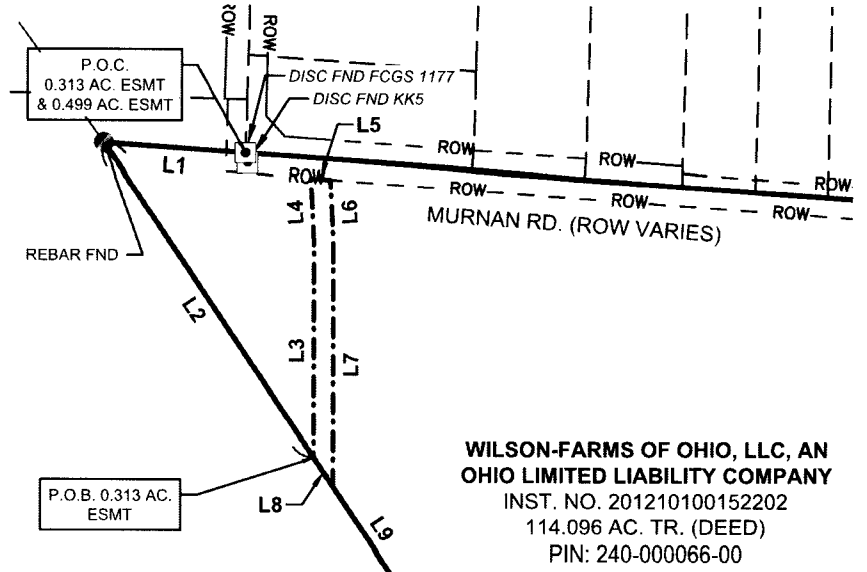 ROW
ROW
P.O.C.
0.313 AC. ESMT
& 0.499 AC. ESMT
DISC FND FCGS 1177
DISC FND KK5
L5
L1
ROW
ROW
ROW
ROW
ROW
ROW
ROW
L4
L6
MURNAN RD. (ROW VARIES)
REBAR FND
L2
L3
L7
WILSON-FARMS OF OHIO, LLC, AN
OHIO LIMITED LIABILITY COMPANY
INST. NO. 201210100152202
114.096 AC. TR. (DEED)
PIN: 240-000066-00
P.O.B. 0.313 AC.
ESMT
L8
L9